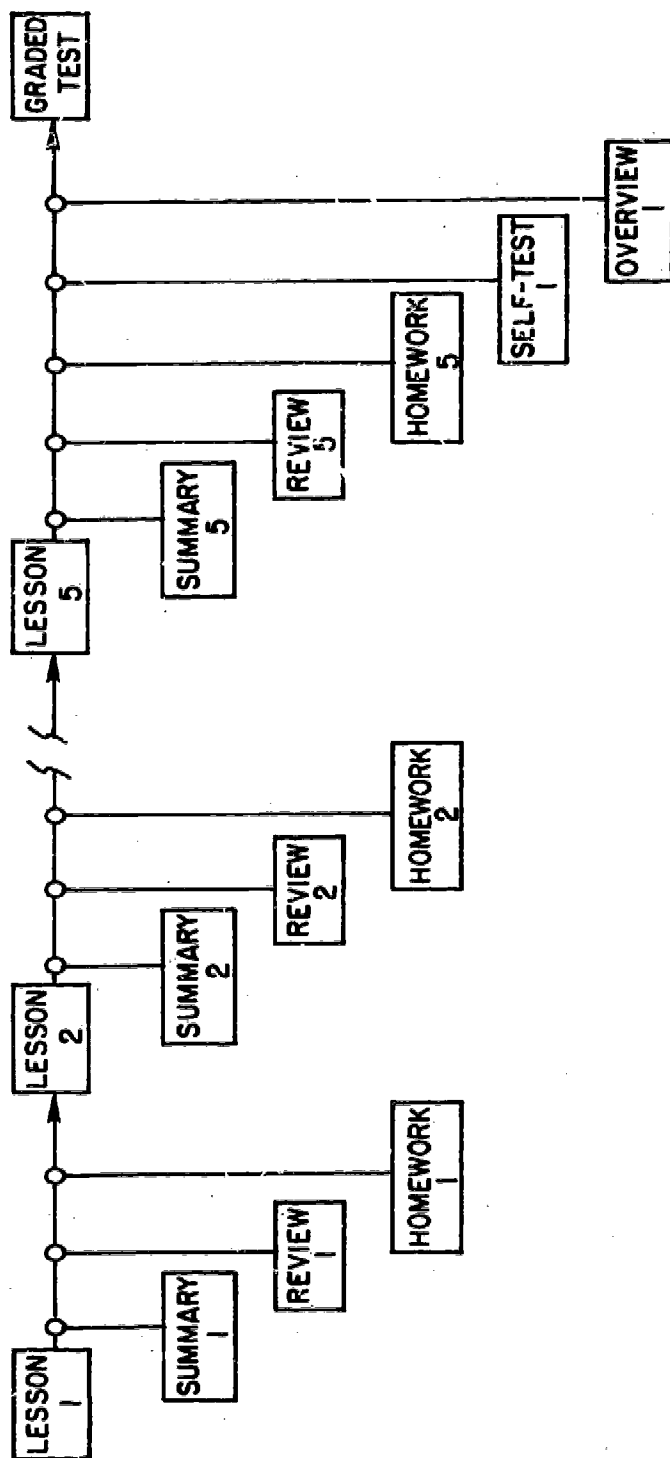 LESSON
1
SUMMARY
1
REVIEW
1
HOMEWORK
1
LESSON
2
SUMMARY
2
REVIEW
2
HOMEWORK
2
LESSON
5
SUMMARY
5
REVIEW
5
HOMEWORK
5
SELF-TEST
1
OVERVIEW
1
GRADED
TEST